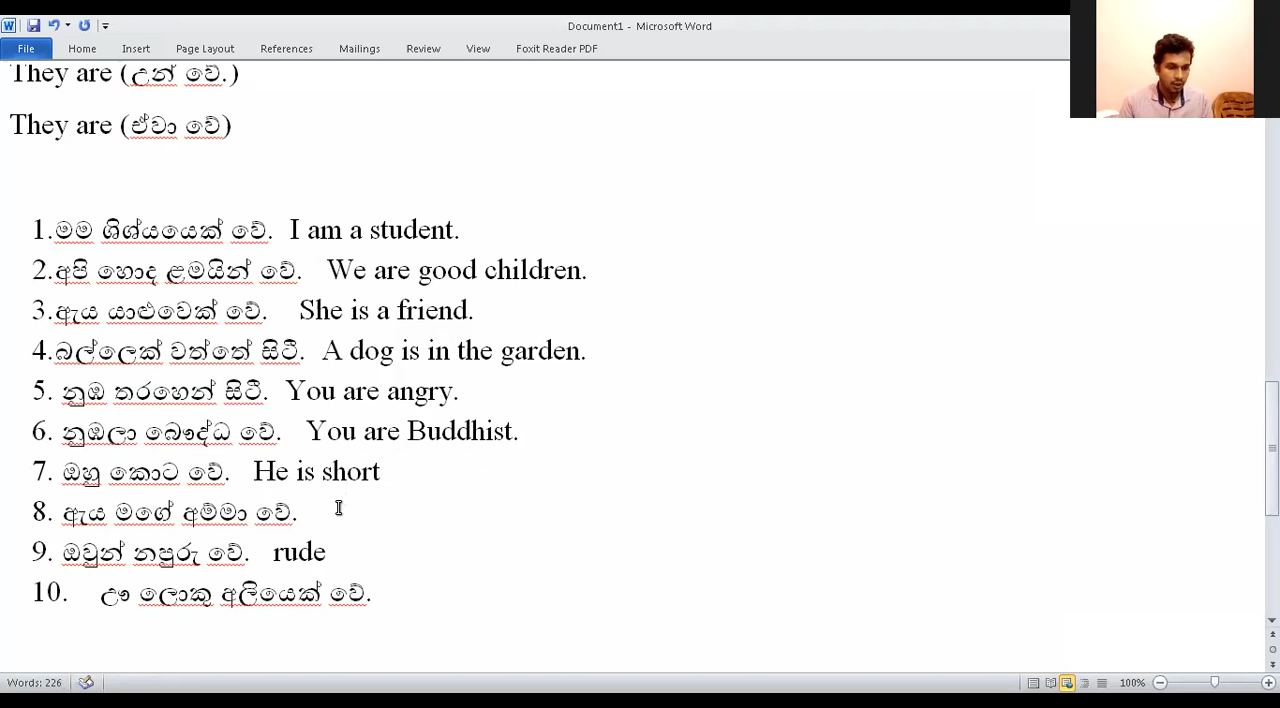 Document1 - Microsoft Word
File Home Insert Page Layout References Mailings Review View Foxit Reader PDF
They are (උන් වේ.)
They are (ඒවා වේ)
1.මම ශිශ්යයෙක් වේ. I am a student.
2.අපි හොද ළමයින් වේ. We are good children.
3.ඇය යාළුවෙක් වේ. She is a friend.
4.බල්ලෙක් වත්තේ සිටී. A dog is in the garden.
5. නුඹ තරහෙන් සිටී. You are angry.
6. නුඹලා බෞද්ධ වේ. You are Buddhist.
7. ඔහු කොට වේ. He is short
8. ඇය මගේ අම්මා වේ.
9. ඔවුන් නපුරු වේ. rude
10. ඌ ලොකු අලියෙක් වේ.
Words: 226 100%